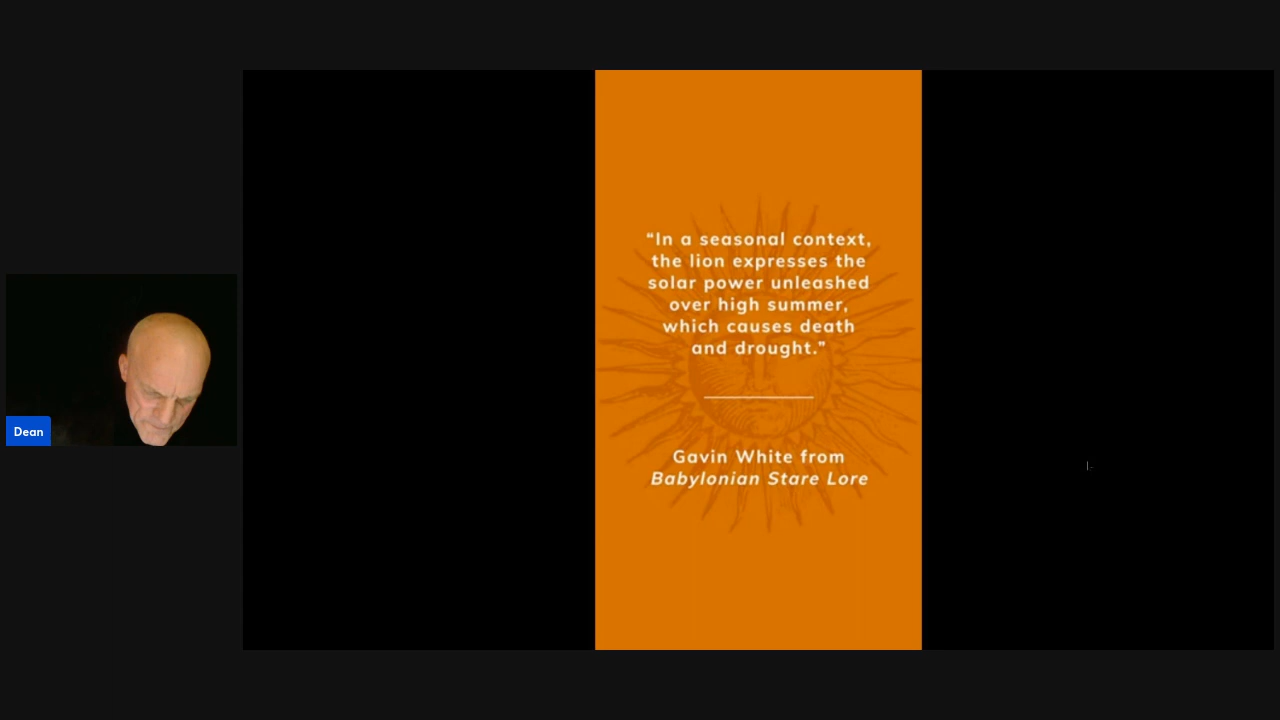 “In a seasonal context,
the lion expresses the
solar power unleashed
over high summer,
which causes death
and drought.”
Gavin White from
Babylonian Stare Lore
Dean